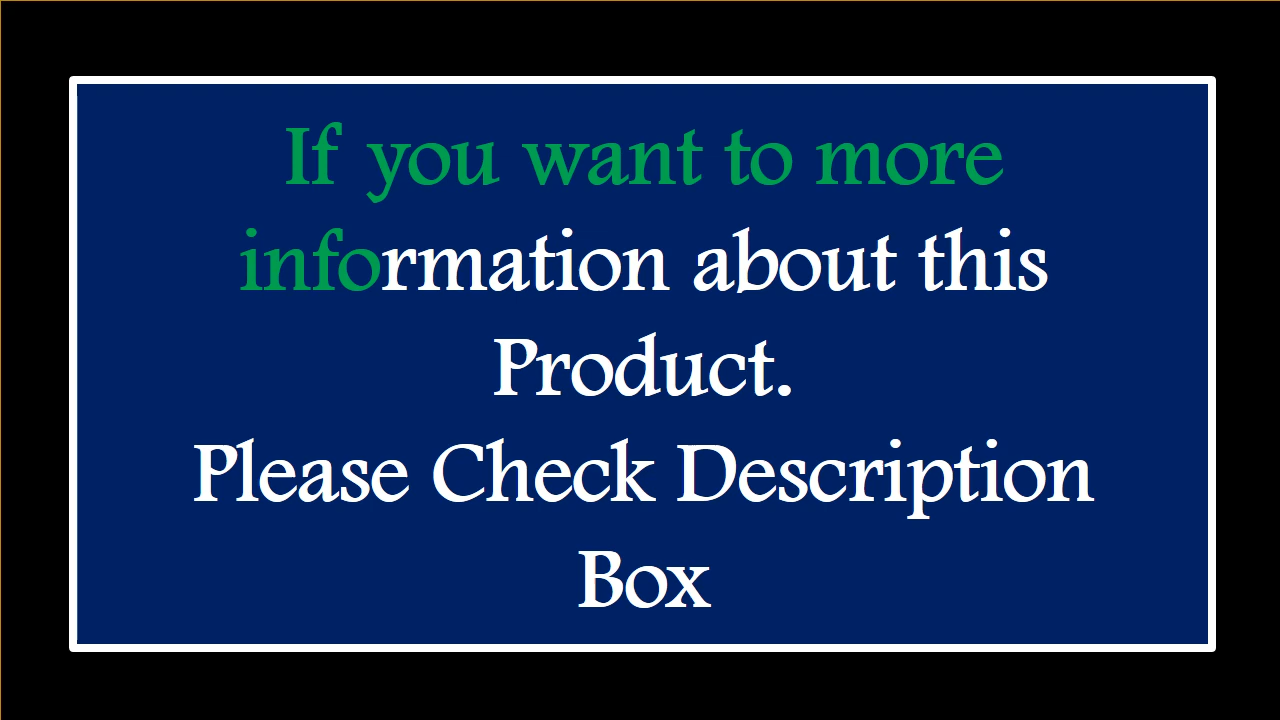 If you want to more
information about this
Product.
Please Check Description
Box